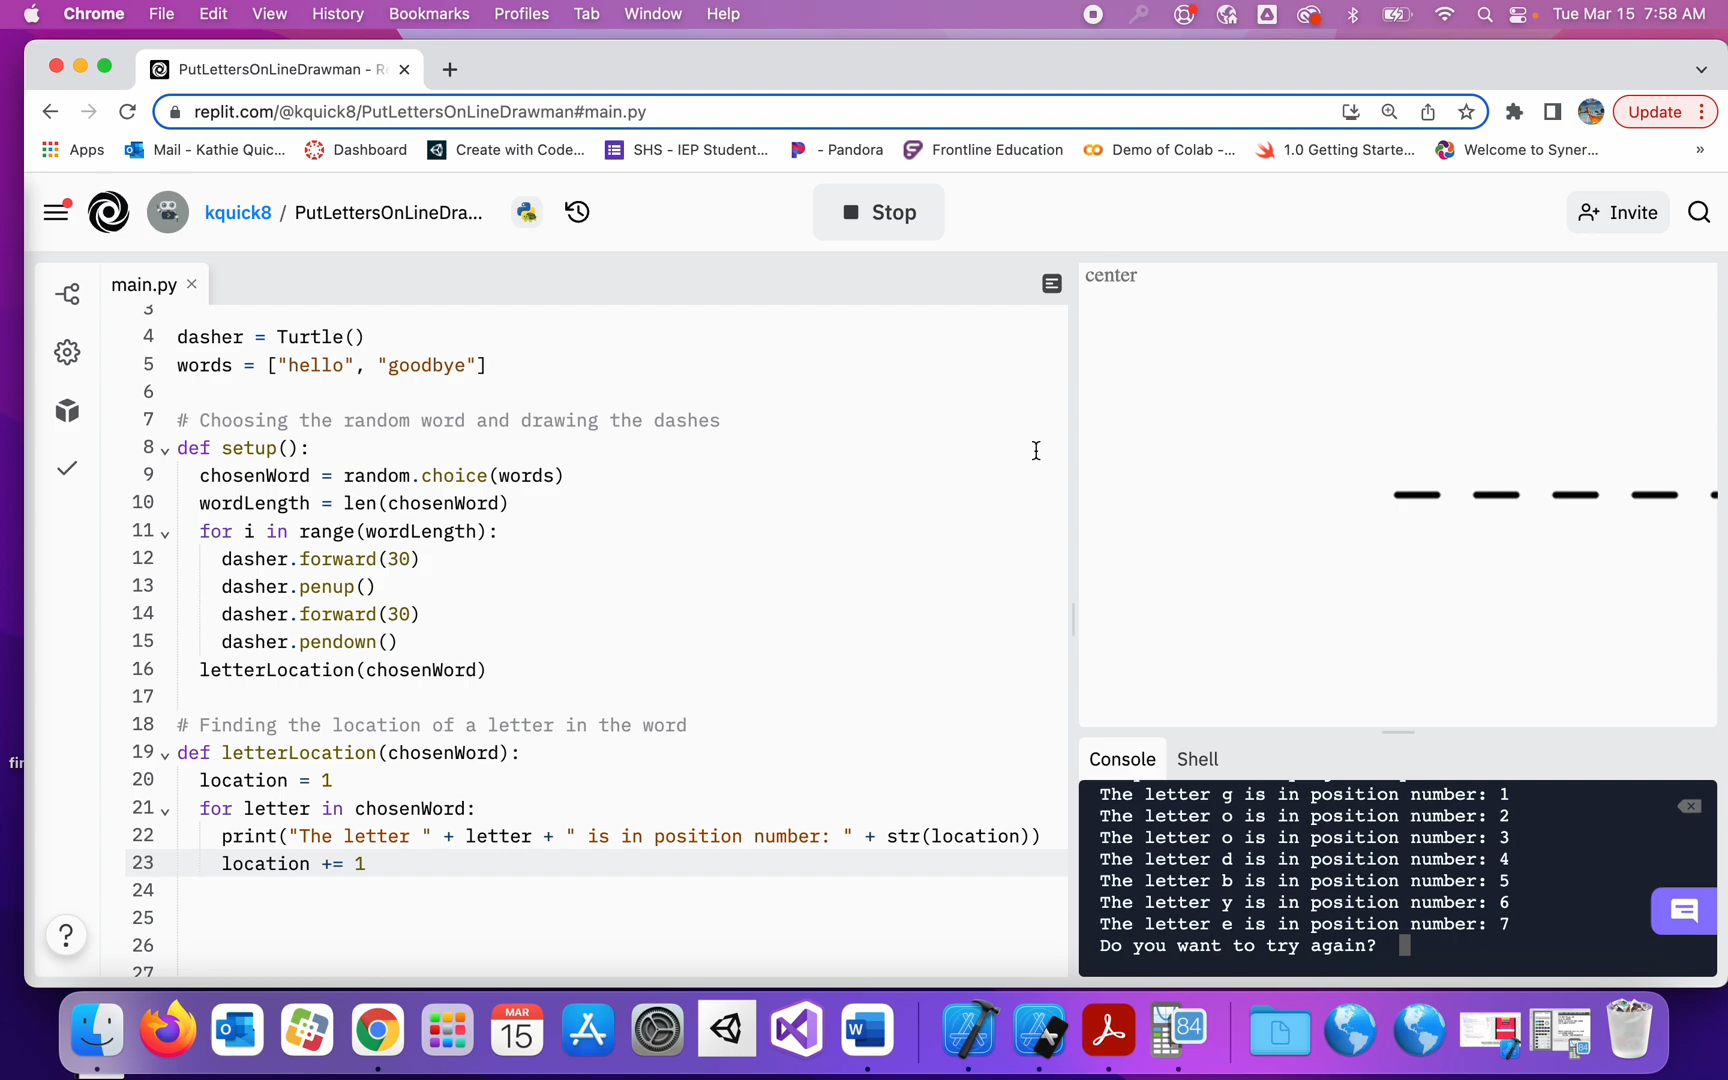 Chrome File Edit View History Bookmarks Profiles Tab Window Help Tue Mar 15 7:58 AM
PutLettersOnLineDrawman - Re
replit.com/@kquick8/PutLettersOnLineDrawman#main.py Update
Apps Mail - Kathie Quic... Dashboard Create with Code... SHS - IEP Student... - Pandora Frontline Education Demo of Colab -... 1.0 Getting Starte... Welcome to Syner... »
kquick8 / PutLettersOnLineDra... Stop Invite
main.py
3
4 dasher = Turtle()
5 words = ["hello", "goodbye"]
6
7 # Choosing the random word and drawing the dashes
8 def setup():
9 chosenWord = random.choice(words)
10 wordLength = len(chosenWord)
11 for i in range(wordLength):
12 dasher.forward(30)
13 dasher.penup()
14 dasher.forward(30)
15 dasher.pendown()
16 letterLocation(chosenWord)
17
18 # Finding the location of a letter in the word
19 def letterLocation(chosenWord):
20 location = 1
21 for letter in chosenWord:
22 print("The letter " + letter + " is in position number: " + str(location))
23 location += 1
24
25
26
27
center
Console Shell
The letter g is in position number: 1
The letter o is in position number: 2
The letter o is in position number: 3
The letter d is in position number: 4
The letter b is in position number: 5
The letter y is in position number: 6
The letter e is in position number: 7
Do you want to try again?
?
fin
MAR
15
W
84